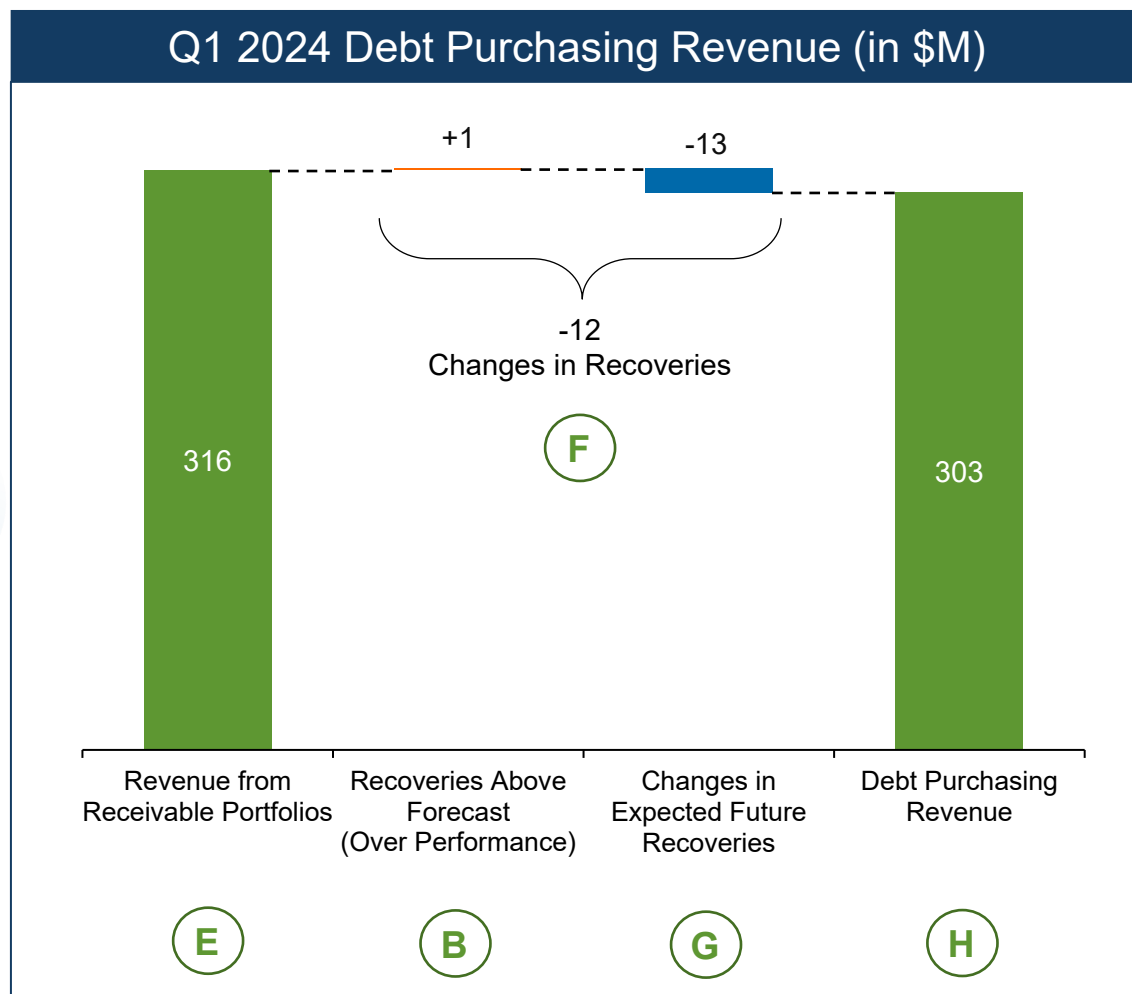 Q1 2024 Debt Purchasing Revenue (in $M)
+1
-13
-12
Changes in Recoveries
F
316
303
Revenue from
Receivable Portfolios
Recoveries Above
Forecast
(Over Performance)
Changes in
Expected Future
Recoveries
Debt Purchasing
Revenue
E
B
G
H